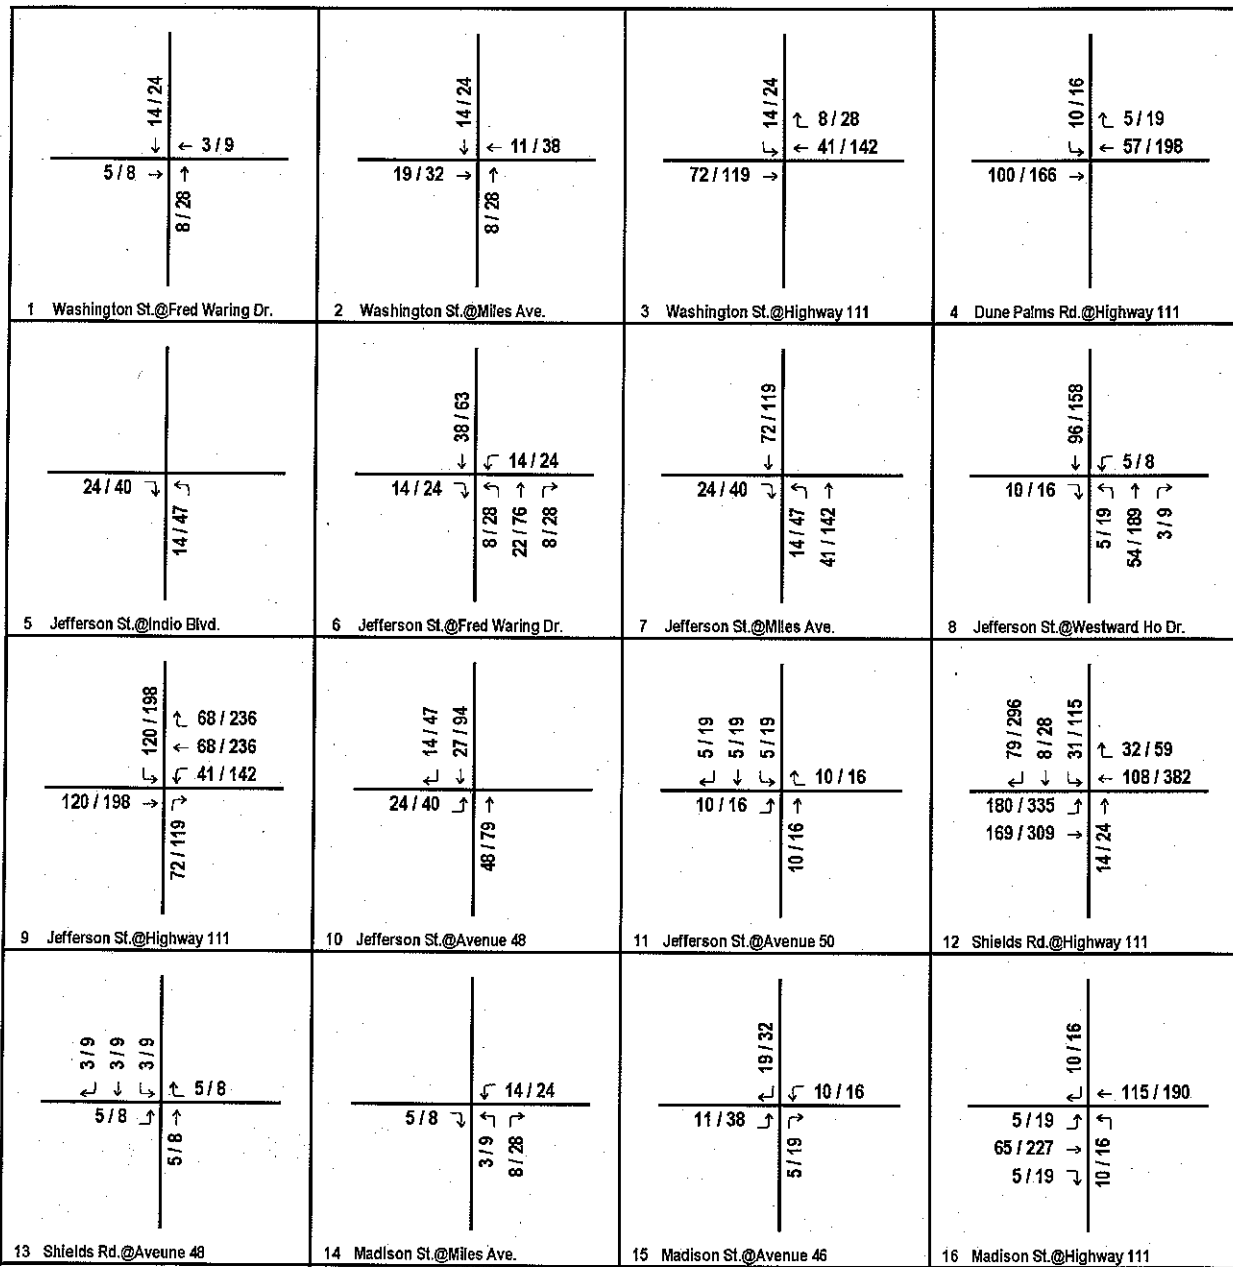 14 / 24
← 3 / 9
5 / 8 →
8 / 28
1 Washington St.@Fred Waring Dr.
14 / 24
← 11 / 38
19 / 32 →
8 / 28
2 Washington St.@Miles Ave.
14 / 24
8 / 28
← 41 / 142
72 / 119 →
3 Washington St.@Highway 111
10 / 16
5 / 19
← 57 / 198
100 / 166 →
4 Dune Palms Rd.@Highway 111
24 / 40
14 / 47
5 Jefferson St.@Indio Blvd.
38 / 63
14 / 24
14 / 24
8 / 28
22 / 76
8 / 28
6 Jefferson St.@Fred Waring Dr.
72 / 119
24 / 40
14 / 47
41 / 142
7 Jefferson St.@Miles Ave.
96 / 158
5 / 8
10 / 16
5 / 19
54 / 189
3 / 9
8 Jefferson St.@Westward Ho Dr.
120 / 198
68 / 236
← 68 / 236
41 / 142
120 / 198 →
72 / 119
9 Jefferson St.@Highway 111
14 / 47
27 / 94
24 / 40
48 / 79
10 Jefferson St.@Avenue 48
5 / 19
5 / 19
5 / 19
10 / 16
10 / 16
10 / 16
11 Jefferson St.@Avenue 50
79 / 296
8 / 28
31 / 115
32 / 59
← 108 / 382
180 / 335
169 / 309 →
14 / 24
12 Shields Rd.@Highway 111
3 / 9
3 / 9
3 / 9
5 / 8
5 / 8
5 / 8
13 Shields Rd.@Aveune 48
14 / 24
5 / 8
3 / 9
8 / 28
14 Madison St.@Miles Ave.
19 / 32
10 / 16
11 / 38
5 / 19
15 Madison St.@Avenue 46
10 / 16
← 115 / 190
5 / 19
65 / 227 →
5 / 19
10 / 16
16 Madison St.@Highway 111